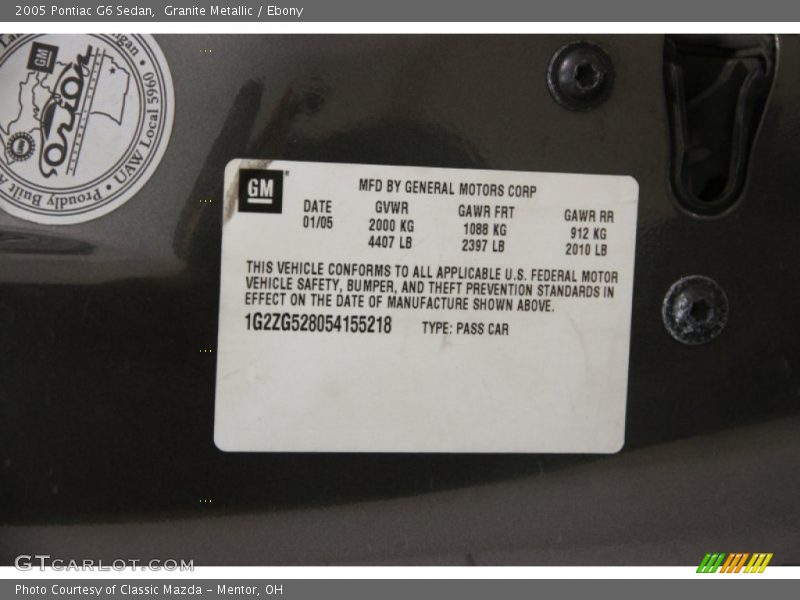 2005 Pontiac G6 Sedan, Granite Metallic / Ebony
GM
Proudly Built
UAW Local 5960
Orion
GM
MFD BY GENERAL MOTORS CORP
DATE GVWR GAWR FRT GAWR RR
01/05 2000 KG 1088 KG 912 KG
4407 LB 2397 LB 2010 LB
THIS VEHICLE CONFORMS TO ALL APPLICABLE U.S. FEDERAL MOTOR
VEHICLE SAFETY, BUMPER, AND THEFT PREVENTION STANDARDS IN
EFFECT ON THE DATE OF MANUFACTURE SHOWN ABOVE.
1G2ZG528054155218 TYPE: PASS CAR
GTCARLOT.COM
Photo Courtesy of Classic Mazda - Mentor, OH